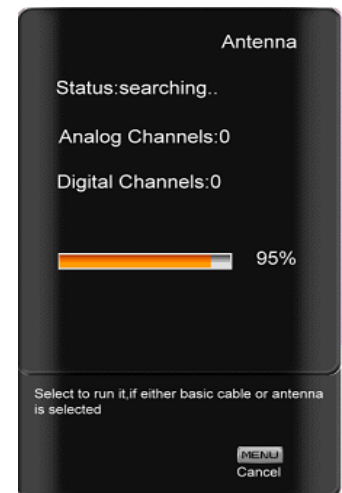 Antenna
Status:searching..
Analog Channels:0
Digital Channels:0
95%
Select to run it,if either basic cable or antenna
is selected
MENU
Cancel